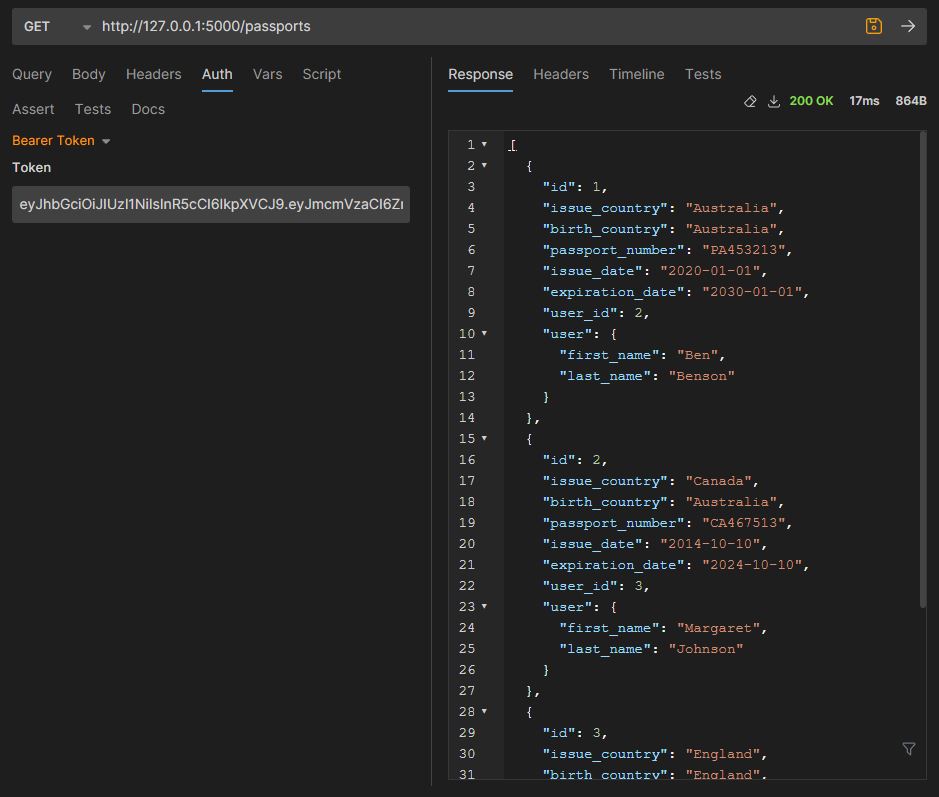 GET http://127.0.0.1:5000/passports
Query Body Headers Auth Vars Script
Assert Tests Docs
Bearer Token
Token
eyJhbGciOiJIUzI1NiIsInR5cCI6IkpXVCJ9.eyJmcmVzaCI6Zr
Response Headers Timeline Tests
200 OK 17ms 864B
1 [
2 {
3 "id": 1,
4 "issue_country": "Australia",
5 "birth_country": "Australia",
6 "passport_number": "PA453213",
7 "issue_date": "2020-01-01",
8 "expiration_date": "2030-01-01",
9 "user_id": 2,
10 "user": {
11 "first_name": "Ben",
12 "last_name": "Benson"
13 }
14 },
15 {
16 "id": 2,
17 "issue_country": "Canada",
18 "birth_country": "Australia",
19 "passport_number": "CA467513",
20 "issue_date": "2014-10-10",
21 "expiration_date": "2024-10-10",
22 "user_id": 3,
23 "user": {
24 "first_name": "Margaret",
25 "last_name": "Johnson"
26 }
27 },
28 {
29 "id": 3,
30 "issue_country": "England",
31 "birth_country": "England",